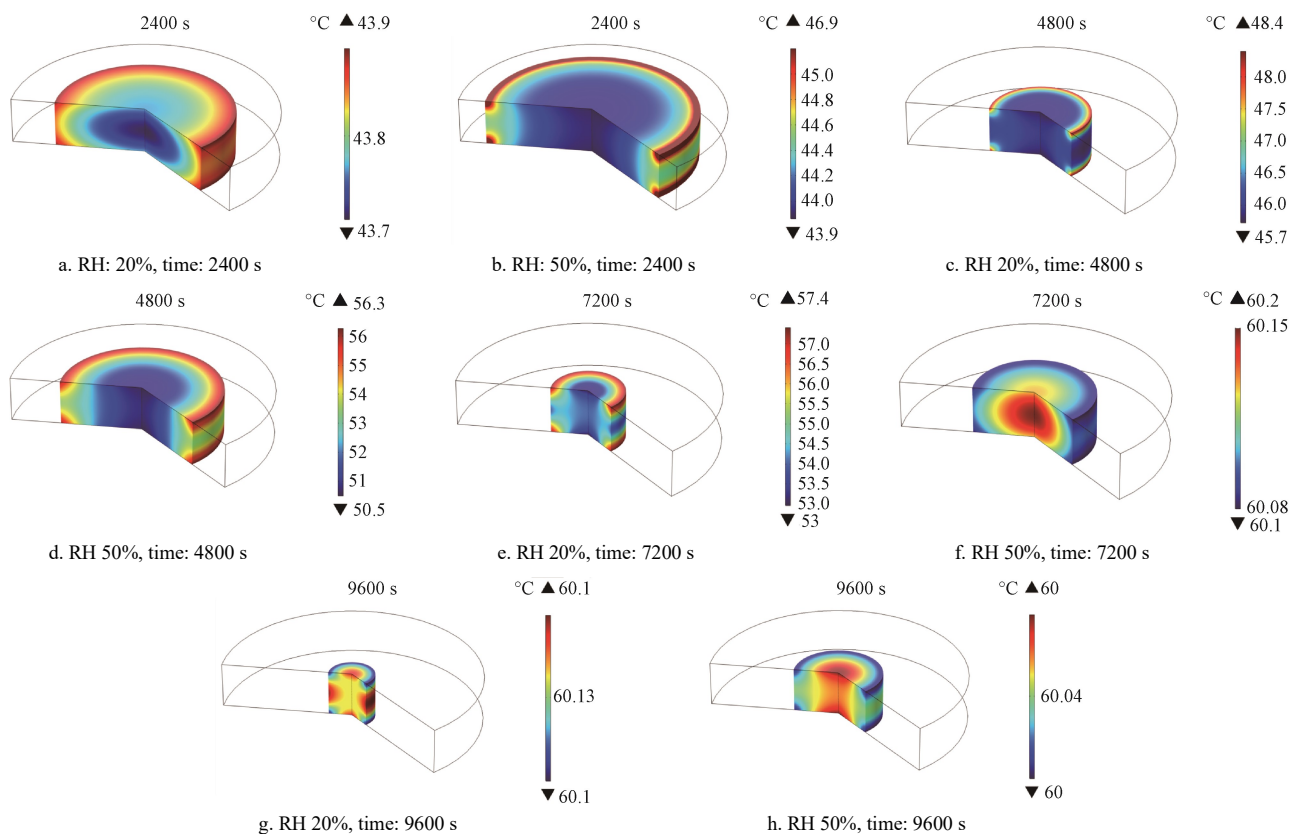 2400 s
°C ▲ 43.9
43.8
▼ 43.7
a. RH: 20%, time: 2400 s
2400 s
°C ▲ 46.9
45.0
44.8
44.6
44.4
44.2
44.0
▼ 43.9
b. RH: 50%, time: 2400 s
4800 s
°C ▲48.4
48.0
47.5
47.0
46.5
46.0
▼ 45.7
c. RH 20%, time: 4800 s
4800 s
°C ▲ 56.3
56
55
54
53
52
51
▼ 50.5
d. RH 50%, time: 4800 s
7200 s
°C ▲57.4
57.0
56.5
56.0
55.5
55.0
54.5
54.0
53.5
53.0
▼ 53
e. RH 20%, time: 7200 s
7200 s
°C ▲60.2
60.15
60.08
▼ 60.1
f. RH 50%, time: 7200 s
9600 s
°C ▲ 60.1
60.13
▼ 60.1
g. RH 20%, time: 9600 s
9600 s
°C ▲ 60
60.04
▼ 60
h. RH 50%, time: 9600 s